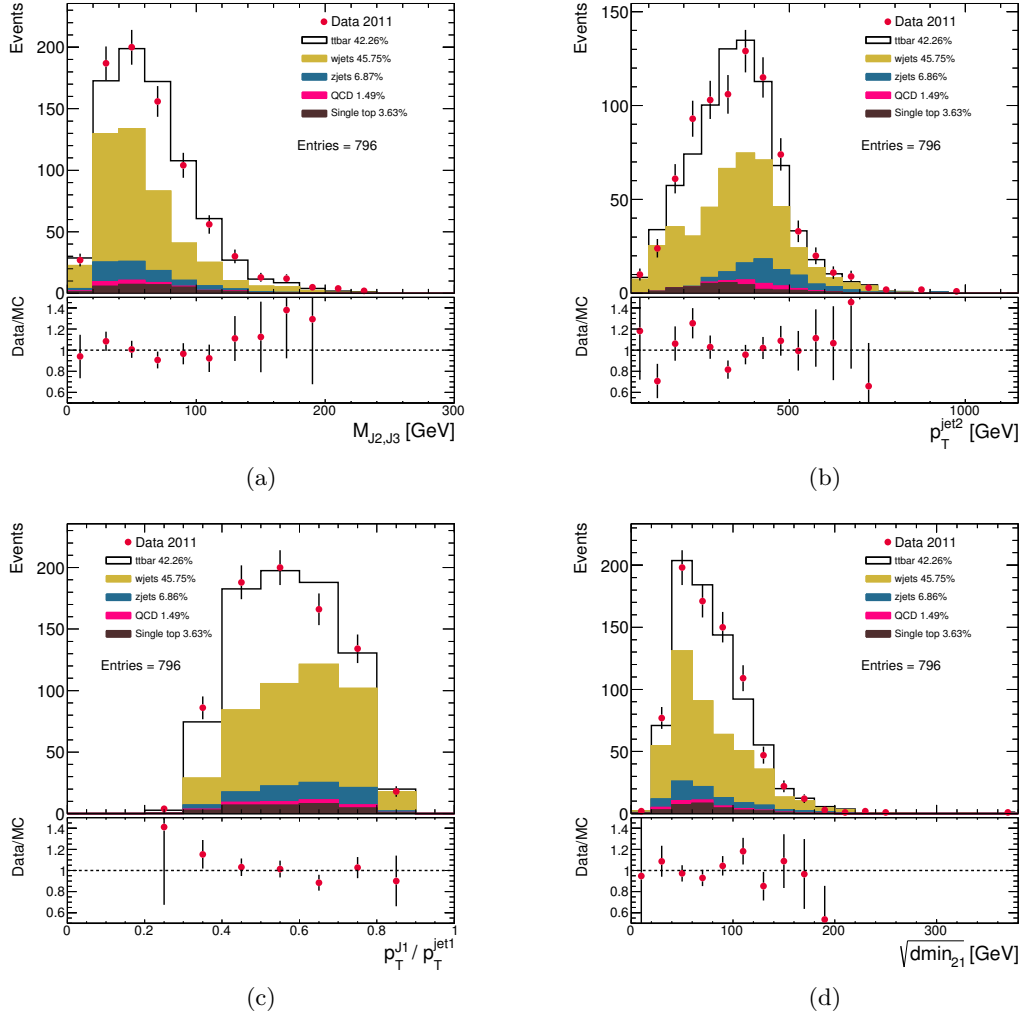 Events
200
150
100
50
0
Data 2011
ttbar 42.26%
wjets 45.75%
zjets 6.87%
QCD 1.49%
Single top 3.63%
Entries = 796
Data/MC
1.4
1.2
1
0.8
0.6
0 100 200 300
M_J2,J3 [GeV]
(a)
Events
150
100
50
0
Data 2011
ttbar 42.26%
wjets 45.75%
zjets 6.86%
QCD 1.49%
Single top 3.63%
Entries = 796
Data/MC
1.4
1.2
1
0.8
0.6
500 1000
p_T^jet2 [GeV]
(b)
Events
200
150
100
50
0
Data 2011
ttbar 42.26%
wjets 45.75%
zjets 6.86%
QCD 1.49%
Single top 3.63%
Entries = 796
Data/MC
1.4
1.2
1
0.8
0.6
0 0.2 0.4 0.6 0.8 1
p_T^J1 / p_T^jet1
(c)
Events
200
150
100
50
0
Data 2011
ttbar 42.26%
wjets 45.75%
zjets 6.86%
QCD 1.49%
Single top 3.63%
Entries = 796
Data/MC
1.4
1.2
1
0.8
0.6
0 100 200 300
√dmin_21 [GeV]
(d)